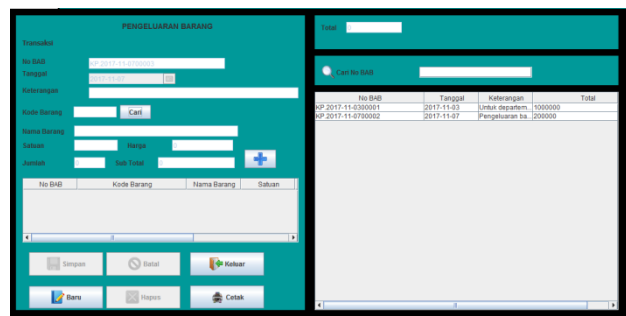 PENGELUARAN BARANG
Transaksi
No BAB
KP.2017-11-0700003
Tanggal
2017-11-07
Keterangan
Kode Barang
Cari
Nama Barang
Satuan
Harga
Jumlah
Sub Total
No BAB Kode Barang Nama Barang Satuan
Simpan Batal Keluar
Baru Hapus Cetak
Total
Cari No BAB
No BAB Tanggal Keterangan Total
KP.2017-11-0300001 2017-11-03 Untuk departem... 1000000
KP.2017-11-0700002 2017-11-07 Pengeluaran ba... 200000